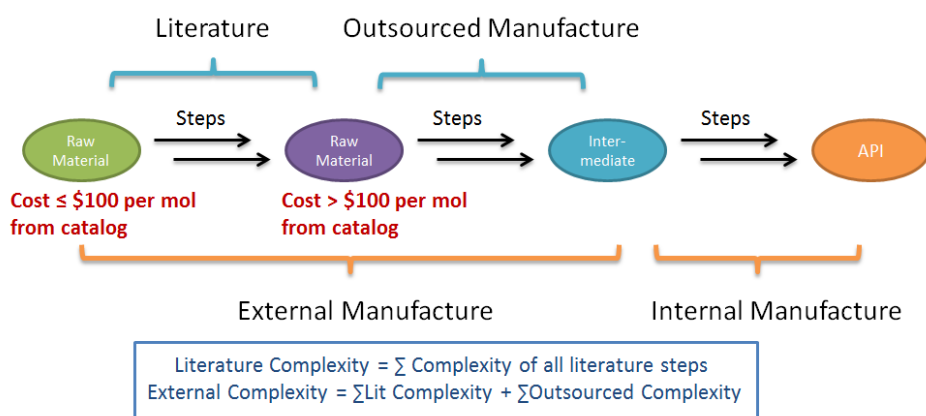 Literature
Outsourced Manufacture
Steps
Steps
Steps
Raw
Material
Raw
Material
Inter-
mediate
API
Cost ≤ $100 per mol
from catalog
Cost > $100 per mol
from catalog
External Manufacture
Internal Manufacture
Literature Complexity = ∑ Complexity of all literature steps
External Complexity = ∑Lit Complexity + ∑Outsourced Complexity